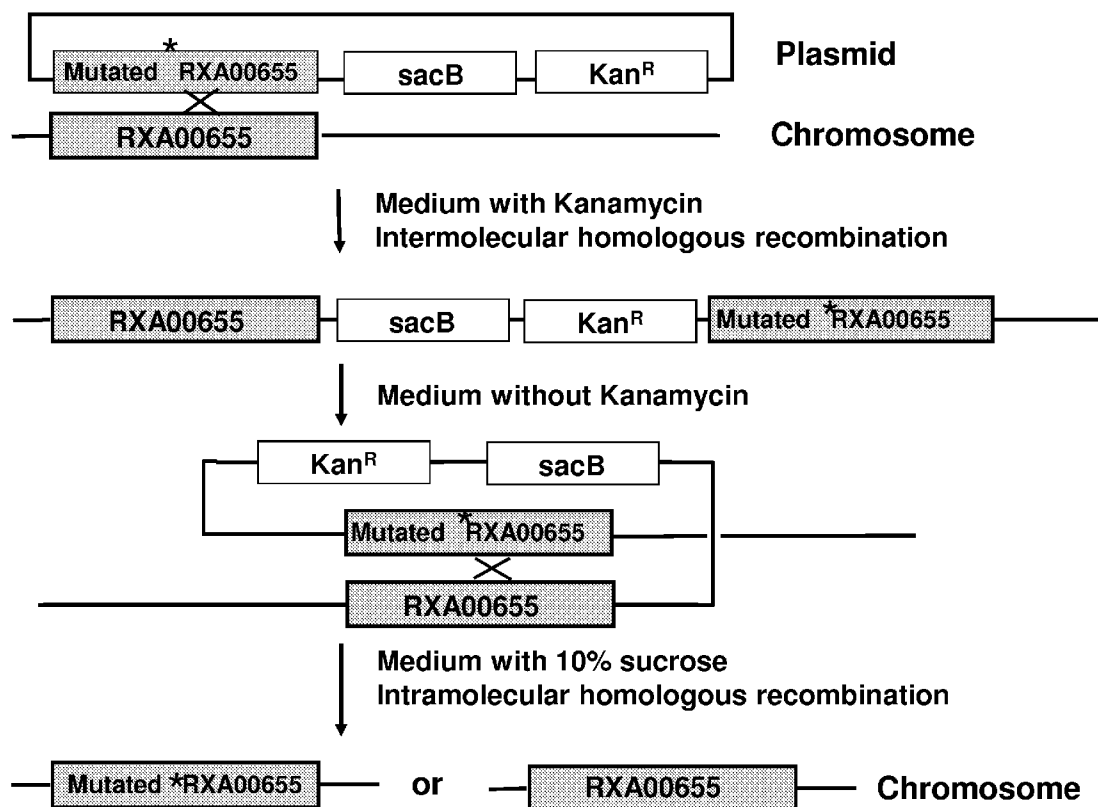 Mutated *RXA00655 sacB Kanᴿ Plasmid
RXA00655 Chromosome
Medium with Kanamycin
Intermolecular homologous recombination
RXA00655 sacB Kanᴿ Mutated *RXA00655
Medium without Kanamycin
Kanᴿ sacB
Mutated *RXA00655
RXA00655
Medium with 10% sucrose
Intramolecular homologous recombination
Mutated *RXA00655 or RXA00655 Chromosome